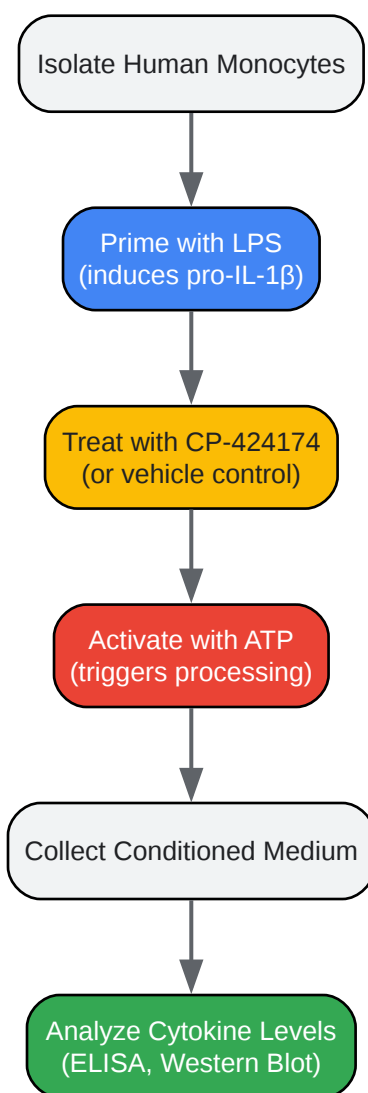 Isolate Human Monocytes
Prime with LPS
(induces pro-IL-1β)
Treat with CP-424174
(or vehicle control)
Activate with ATP
(triggers processing)
Collect Conditioned Medium
Analyze Cytokine Levels
(ELISA, Western Blot)